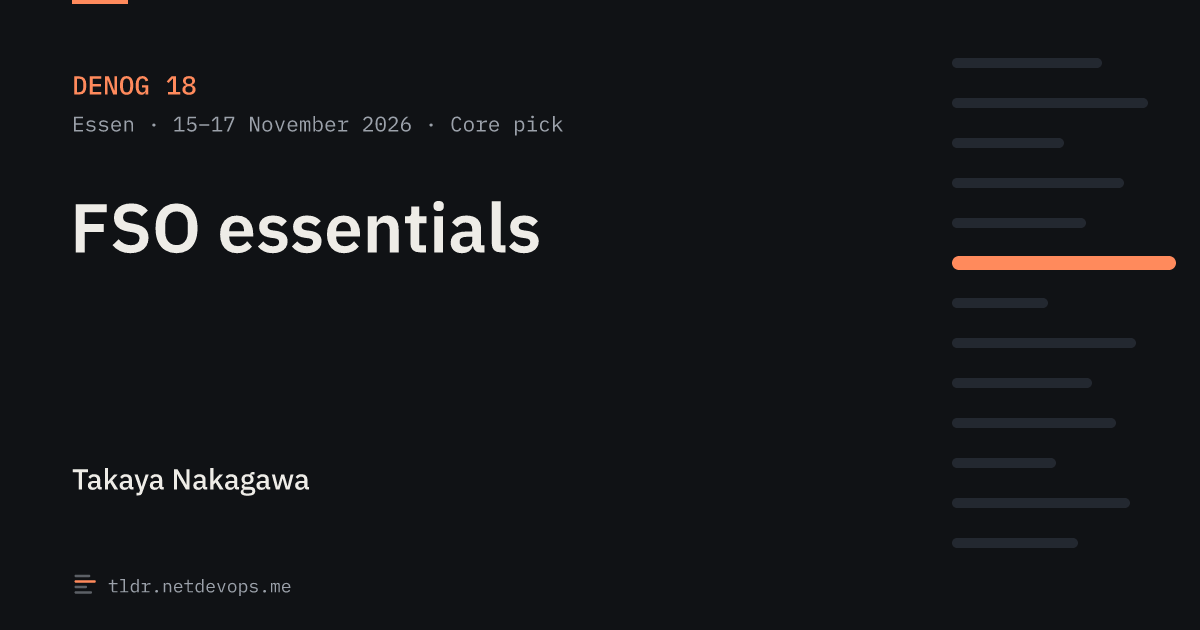 DENOG 18
Essen · 15–17 November 2026 · Core pick
FSO essentials
Takaya Nakagawa
tldr.netdevops.me